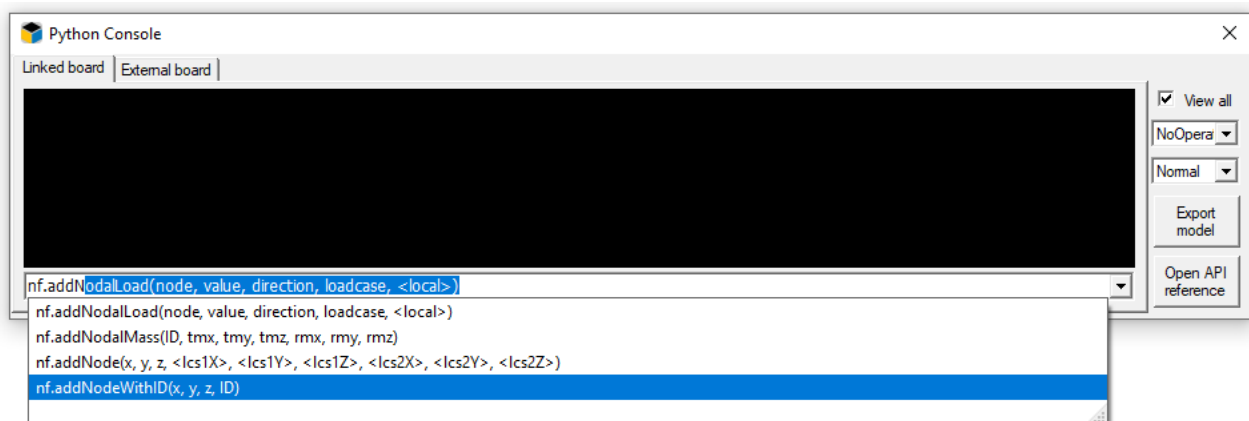 Python Console
Linked board
External board
View all
NoOpera
Normal
Export
model
Open API
reference
nf.addNodalLoad(node, value, direction, loadcase, <local>)
nf.addNodalLoad(node, value, direction, loadcase, <local>)
nf.addNodalMass(ID, tmx, tmy, tmz, rmx, rmy, rmz)
nf.addNode(x, y, z, <lcs1X>, <lcs1Y>, <lcs1Z>, <lcs2X>, <lcs2Y>, <lcs2Z>)
nf.addNodeWithID(x, y, z, ID)